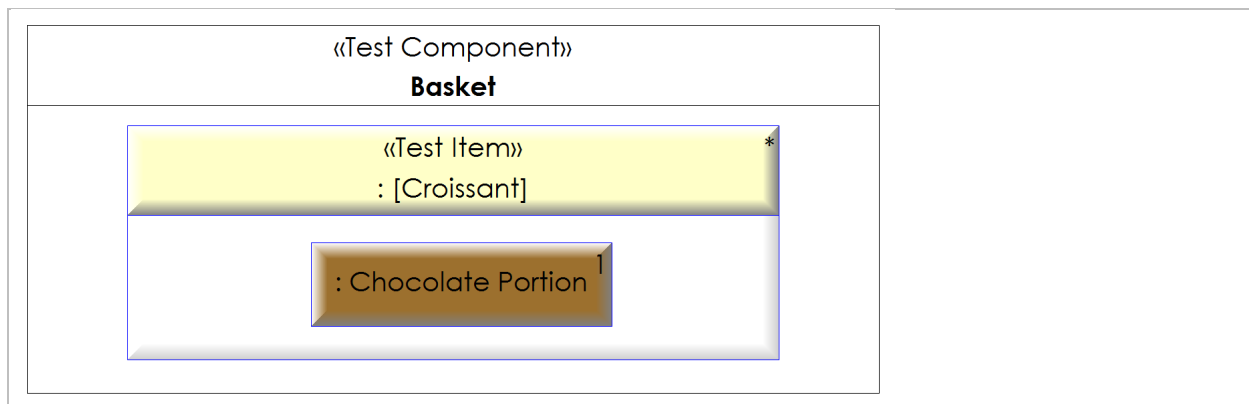 «Test Component»
Basket
«Test Item»
*
: [Croissant]
1
: Chocolate Portion